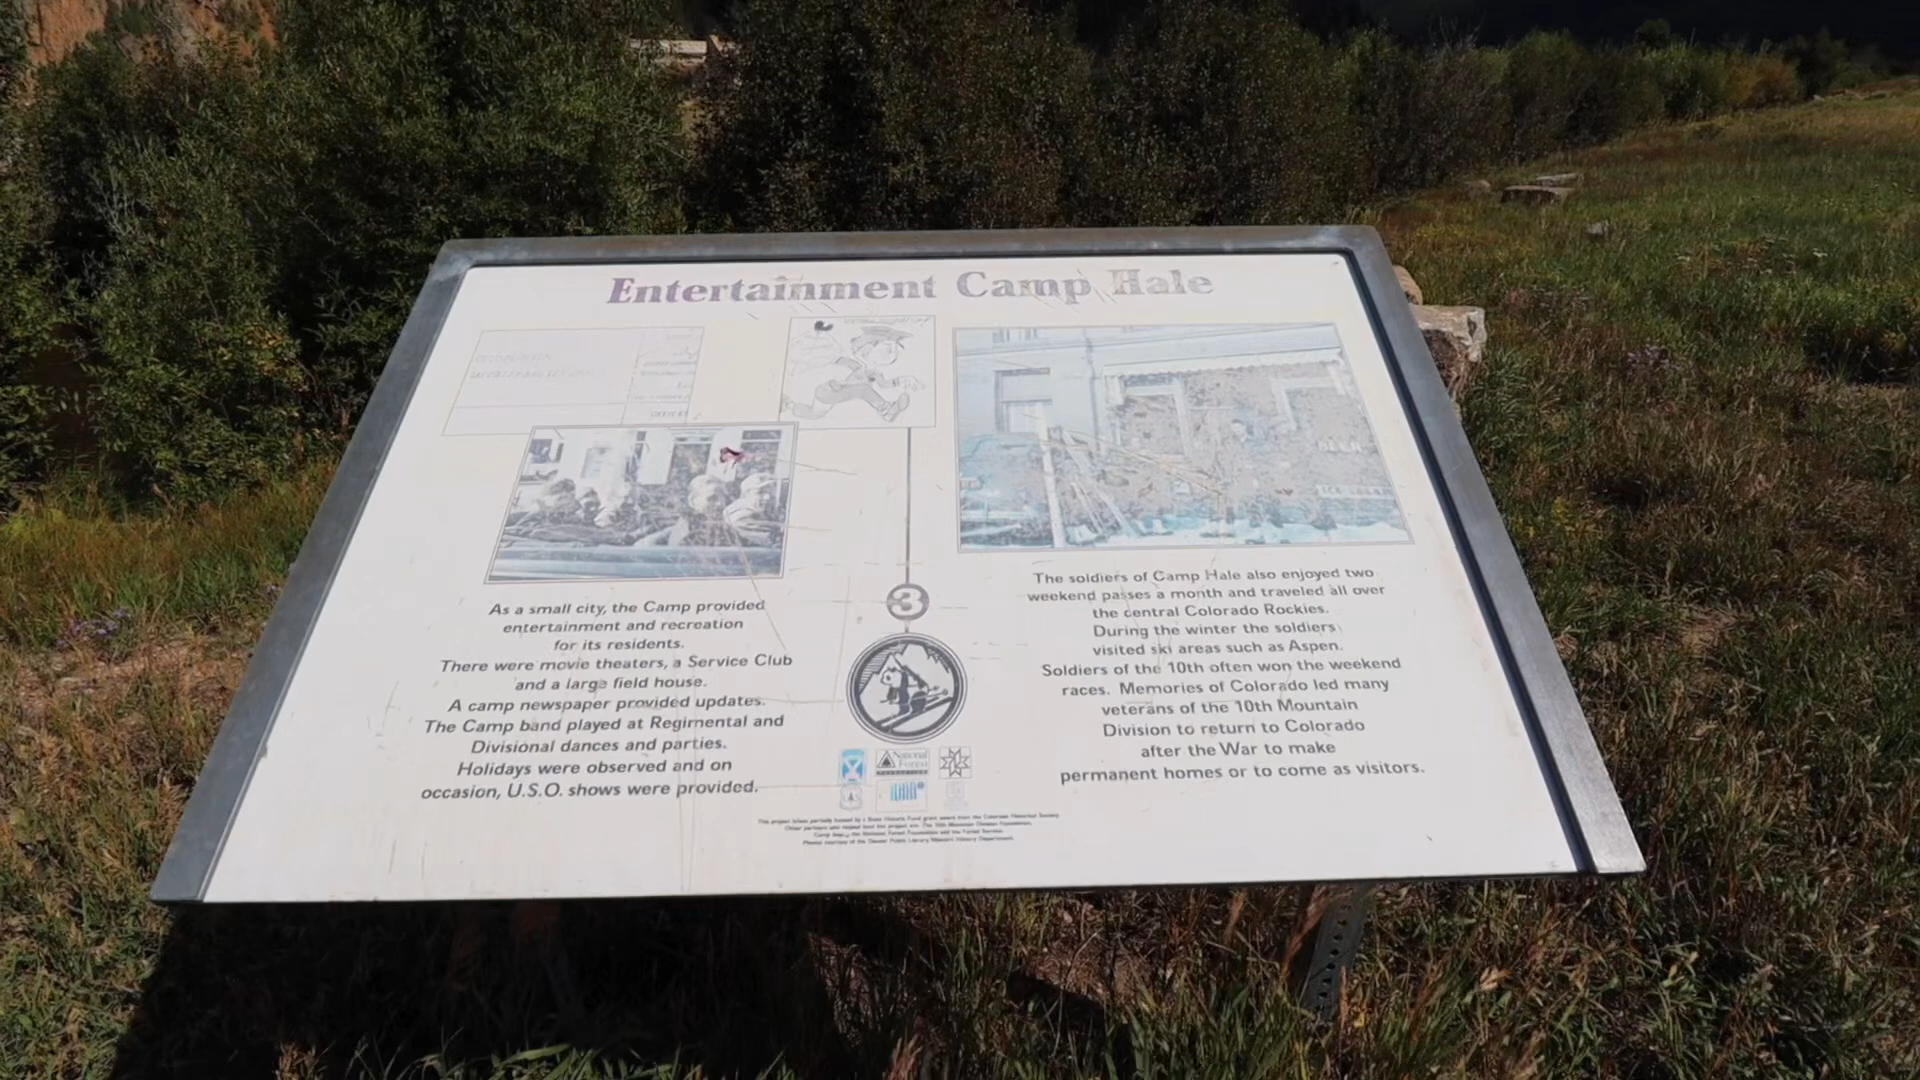 Entertainment Camp Hale
As a small city, the Camp provided
entertainment and recreation
for its residents.
There were movie theaters, a Service Club
and a large field house.
A camp newspaper provided updates.
The Camp band played at Regimental and
Divisional dances and parties.
Holidays were observed and on
occasion, U.S.O. shows were provided.
3
National
Forest
The soldiers of Camp Hale also enjoyed two
weekend passes a month and traveled all over
the central Colorado Rockies.
During the winter the soldiers
visited ski areas such as Aspen.
Soldiers of the 10th often won the weekend
races. Memories of Colorado led many
veterans of the 10th Mountain
Division to return to Colorado
after the War to make
permanent homes or to come as visitors.